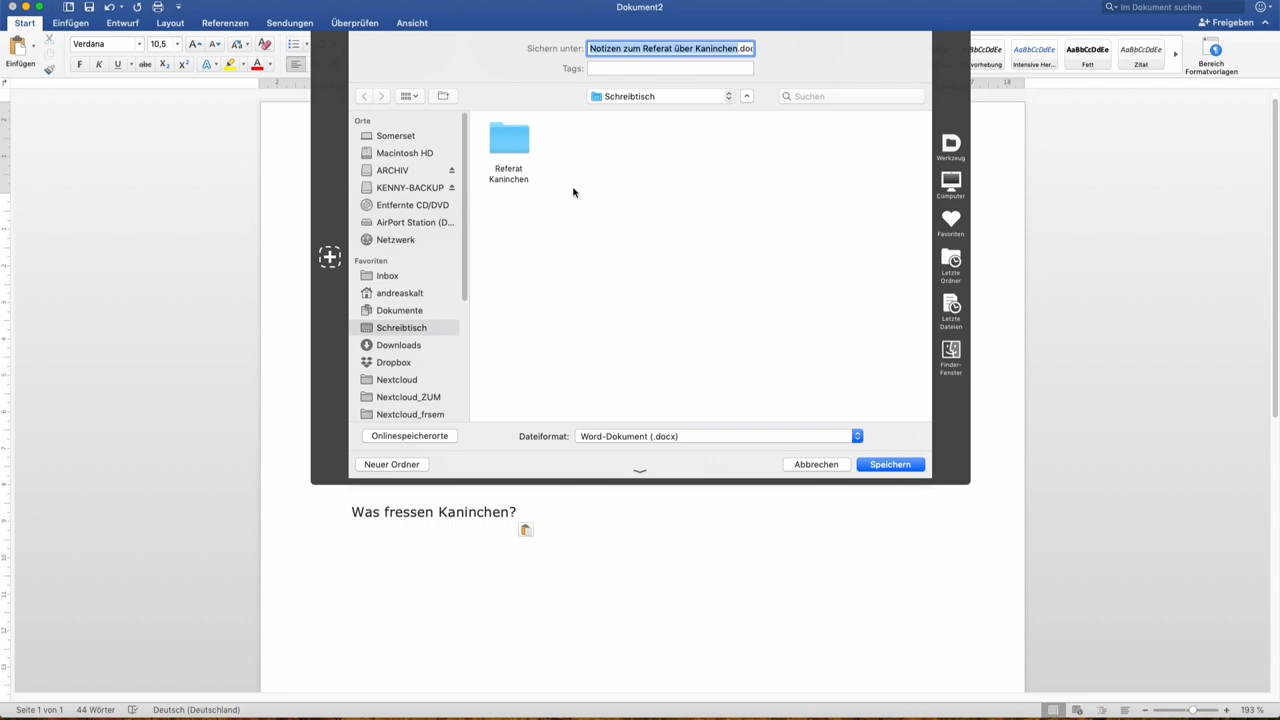 Dokument2
Im Dokument suchen
Start Einfügen Entwurf Layout Referenzen Sendungen Überprüfen Ansicht
Freigeben
Einfügen
Verdana 10,5
F K U abc X₂ X²
AaBbCcDdEe AaBbCcDdEe AaBbCcDdEe
Intensive Her... Fett Zitat
Bereich
Formatvorlagen
Sichern unter: Notizen zum Referat über Kaninchen.doc
Tags:
Schreibtisch
Suchen
Orte
Somerset
Macintosh HD
ARCHIV
KENNY-BACKUP
Entfernte CD/DVD
AirPort Station (D...
Netzwerk
Favoriten
Inbox
andreaskalt
Dokumente
Schreibtisch
Downloads
Dropbox
Nextcloud
Nextcloud_ZUM
Nextcloud_frsem
Referat
Kaninchen
Werkzeug
Computer
Favoriten
Letzte
Ordner
Letzte
Dateien
Finder-
Fenster
Onlinespeicherorte
Dateiformat: Word-Dokument (.docx)
Neuer Ordner
Abbrechen Speichern
Was fressen Kaninchen?
Seite 1 von 1 44 Wörter Deutsch (Deutschland)
193 %